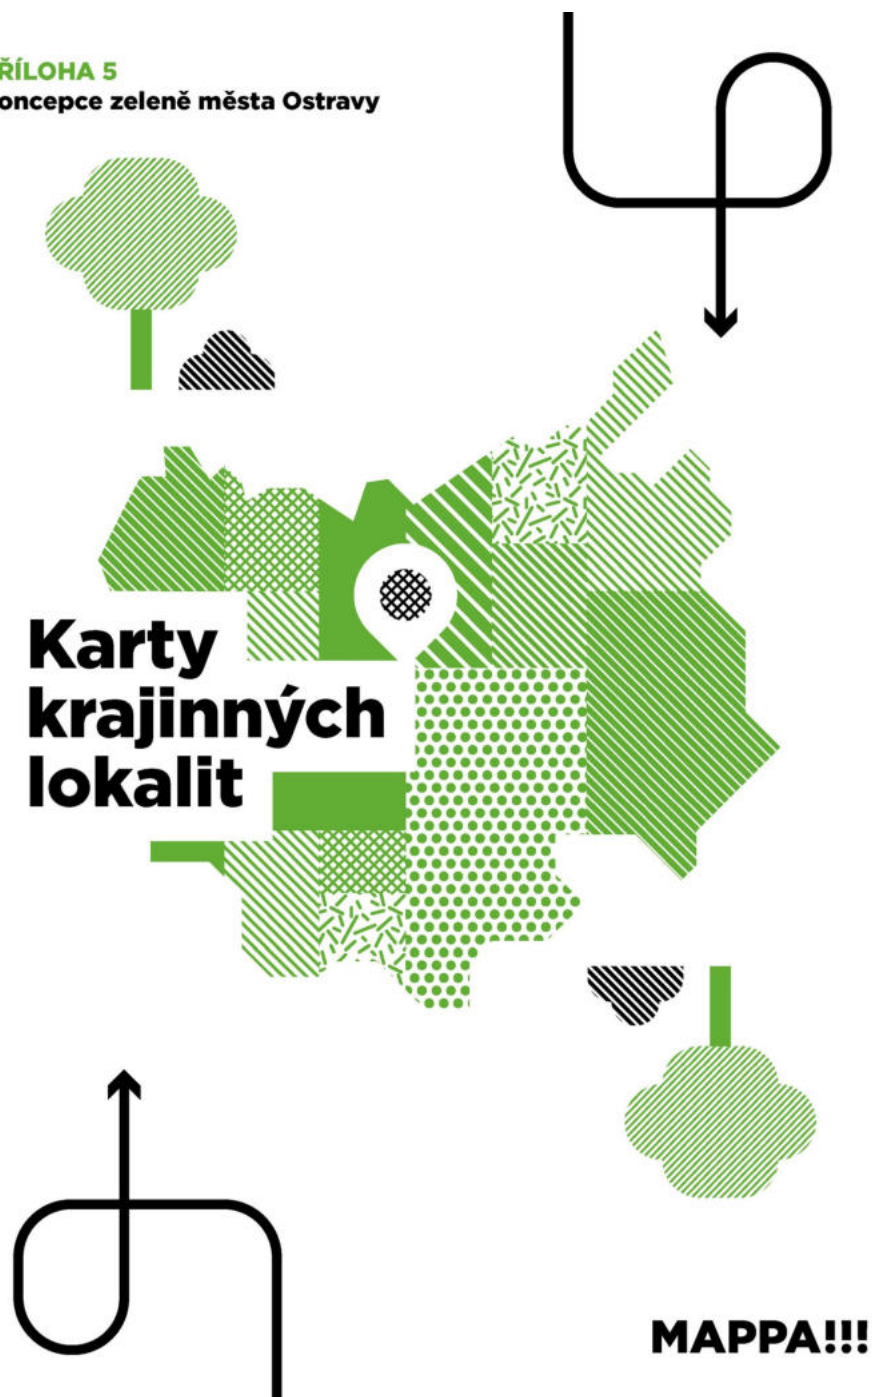 ŘÍLOHA 5
oncepce zeleně města Ostravy
Karty
krajinných
lokalit
MAPPA!!!